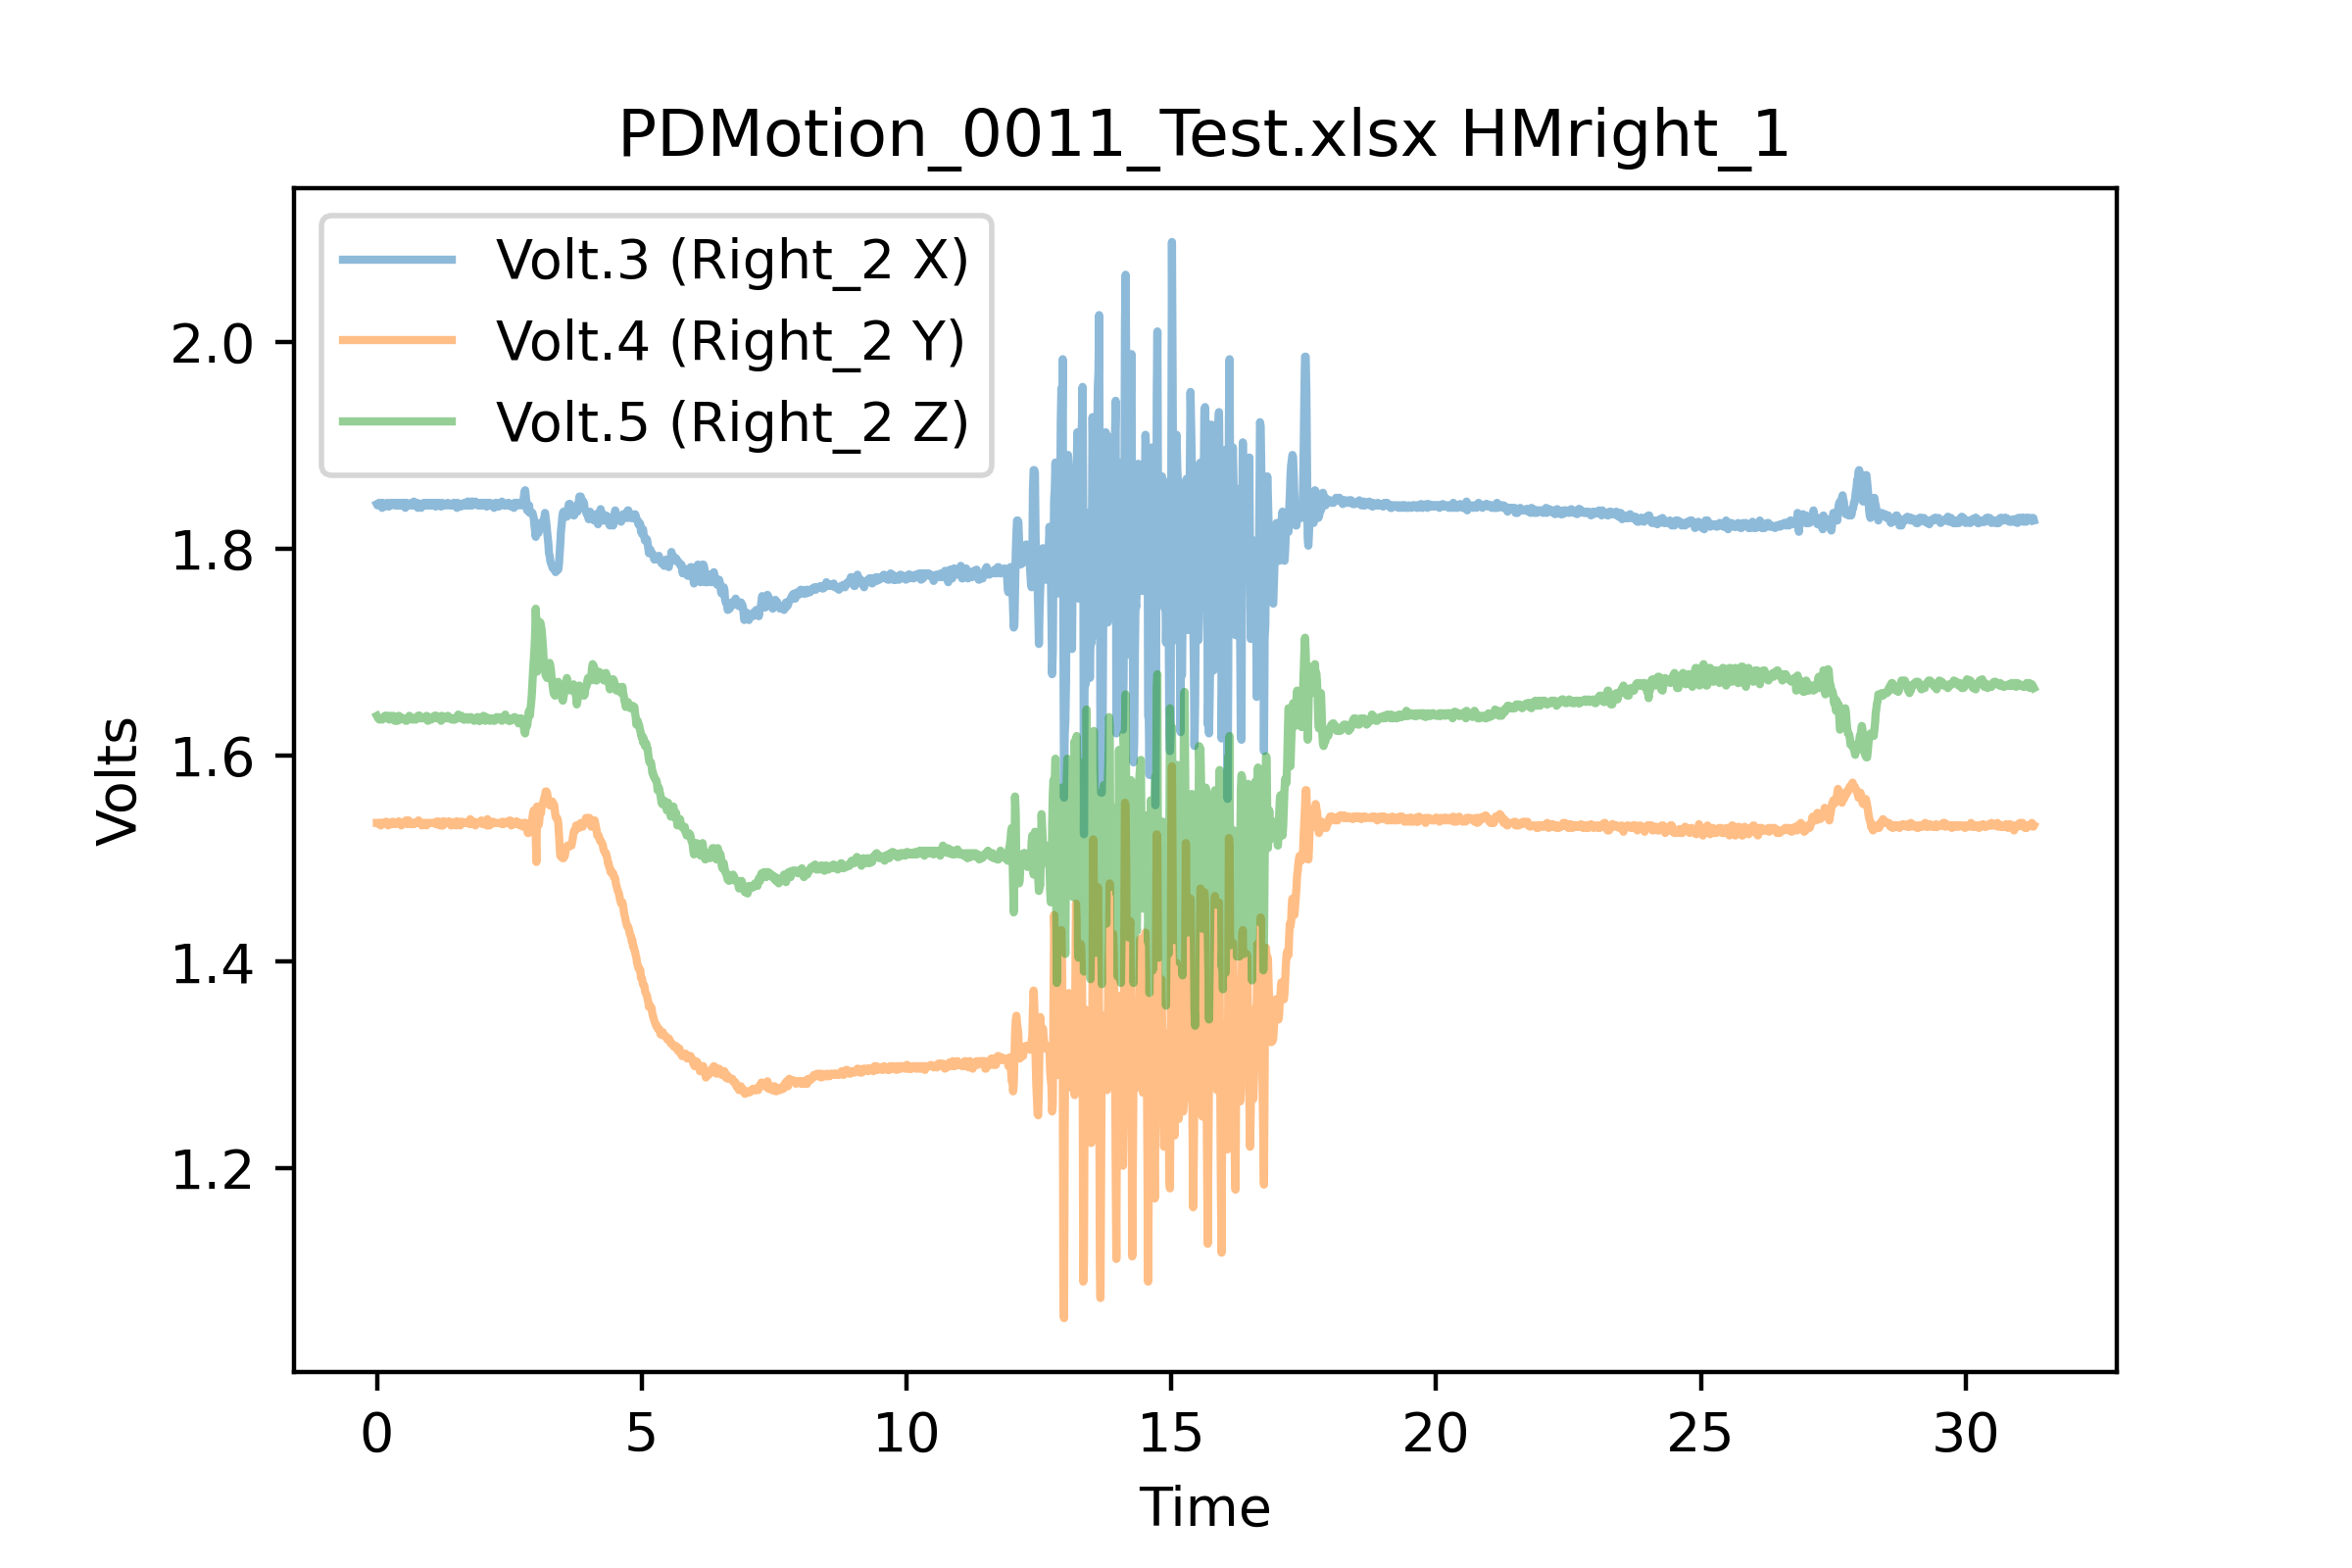 PDMotion_0011_Test.xlsx HMright_1
Volt.3 (Right_2 X)
Volt.4 (Right_2 Y)
Volt.5 (Right_2 Z)
2.0
1.8
1.6
1.4
1.2
Volts
0 5 10 15 20 25 30
Time